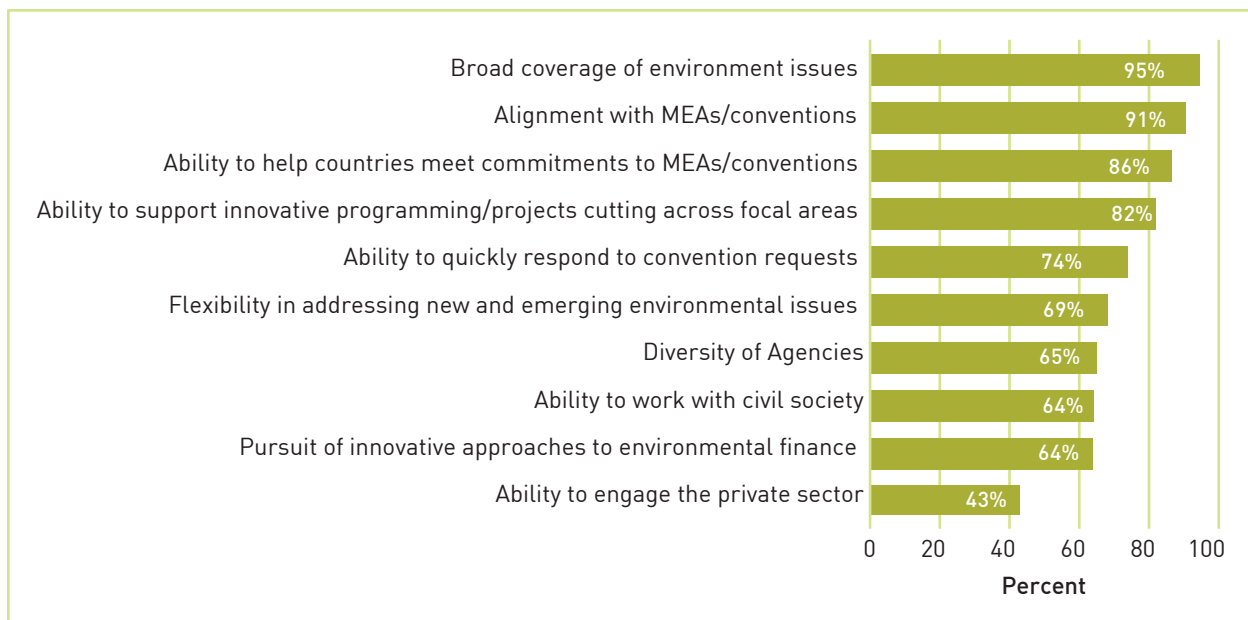 Broad coverage of environment issues 95%
Alignment with MEAs/conventions 91%
Ability to help countries meet commitments to MEAs/conventions 86%
Ability to support innovative programming/projects cutting across focal areas 82%
Ability to quickly respond to convention requests 74%
Flexibility in addressing new and emerging environmental issues 69%
Diversity of Agencies 65%
Ability to work with civil society 64%
Pursuit of innovative approaches to environmental finance 64%
Ability to engage the private sector 43%
0 20 40 60 80 100
Percent